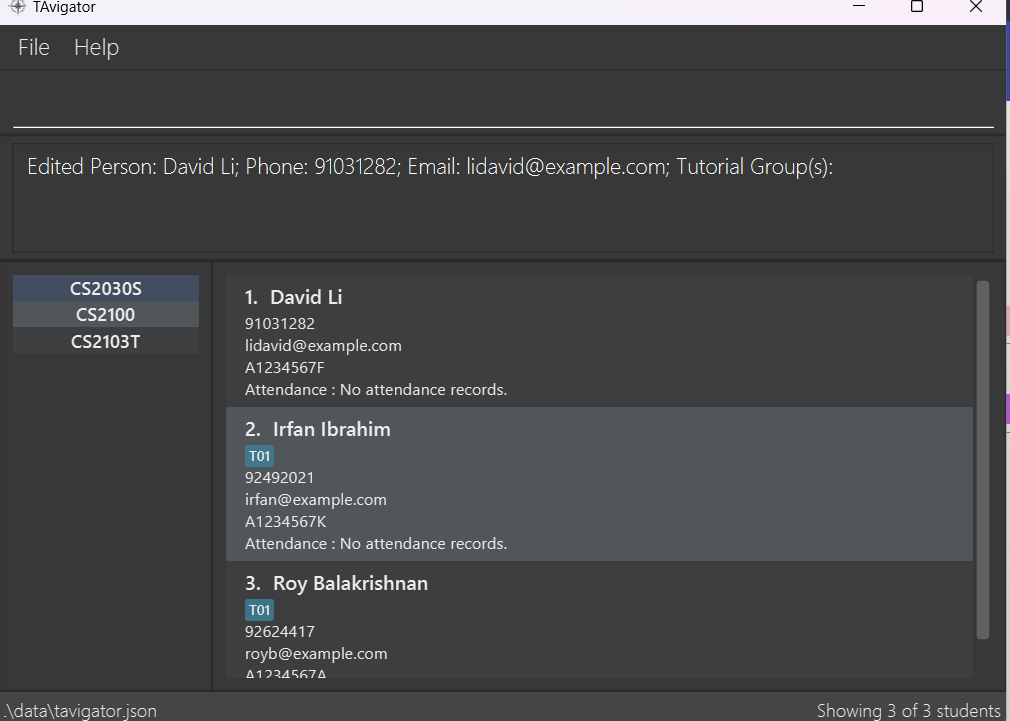 TAvigator
File Help
Edited Person: David Li; Phone: 91031282; Email: lidavid@example.com; Tutorial Group(s):
CS2030S
CS2100
CS2103T
1. David Li
91031282
lidavid@example.com
A1234567F
Attendance : No attendance records.
2. Irfan Ibrahim
T01
92492021
irfan@example.com
A1234567K
Attendance : No attendance records.
3. Roy Balakrishnan
T01
92624417
royb@example.com
A1234567A
.\data\tavigator.json
Showing 3 of 3 students